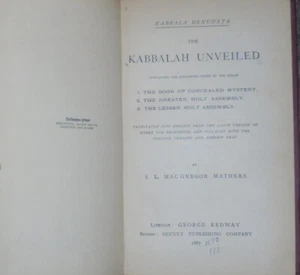 KABBALA DENUDATA
THE
KABBALAH UNVEILED
CONTAINING THE FOLLOWING BOOKS OF THE ZOHAR
1. THE BOOK OF CONCEALED MYSTERY.
2. THE GREATER HOLY ASSEMBLY.
3. THE LESSER HOLY ASSEMBLY.
TRANSLATED INTO ENGLISH FROM THE LATIN VERSION OF
KNORR VON ROSENROTH, AND COLLATED WITH THE
ORIGINAL CHALDEE AND HEBREW TEXT
BY
S. L. MACGREGOR MATHERS
LONDON: GEORGE REDWAY
BOSTON: OCCULT PUBLISHING COMPANY
1887